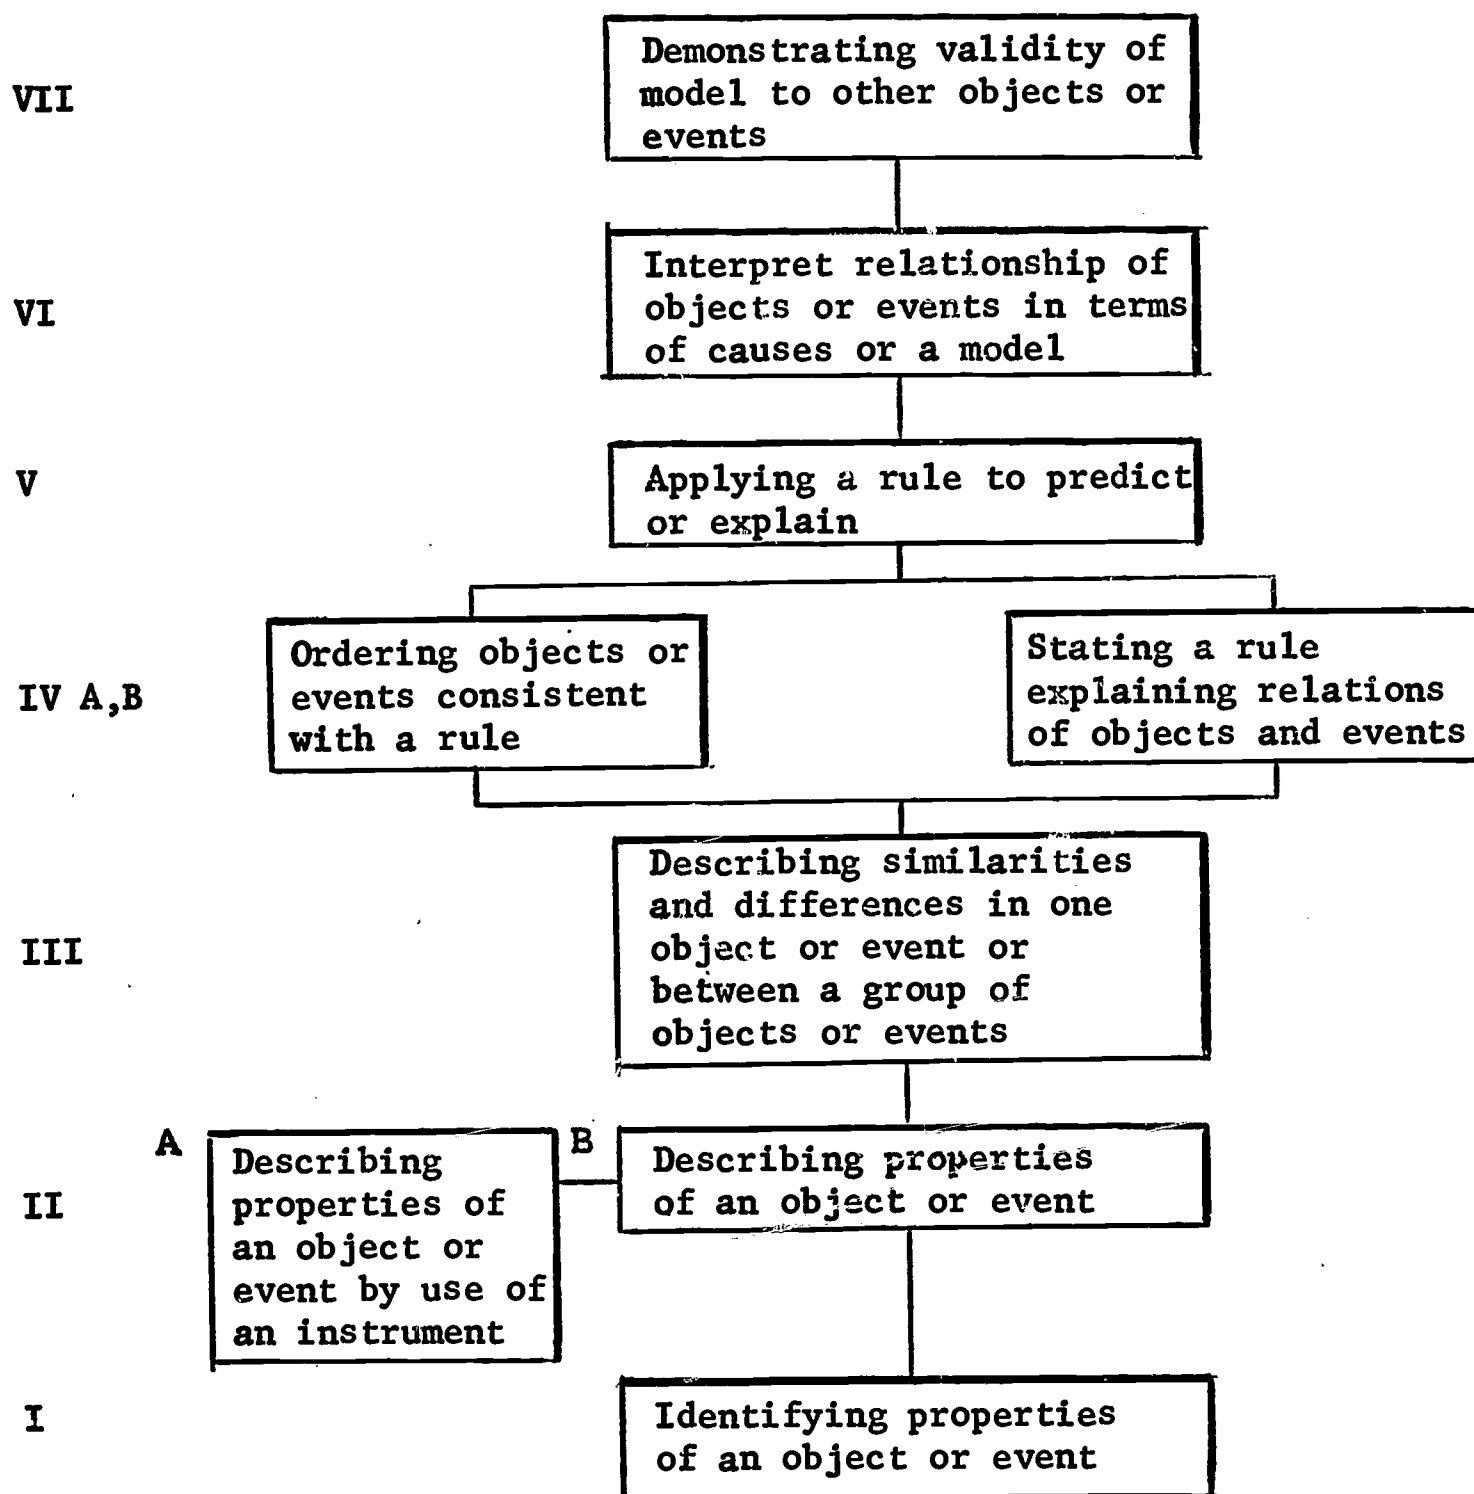 VII
Demonstrating validity of
model to other objects or
events
VI
Interpret relationship of
objects or events in terms
of causes or a model
V
Applying a rule to predict
or explain
IV A,B
Ordering objects or
events consistent
with a rule
Stating a rule
explaining relations
of objects and events
III
Describing similarities
and differences in one
object or event or
between a group of
objects or events
II
A
Describing
properties of
an object or
event by use of
an instrument
B
Describing properties
of an object or event
I
Identifying properties
of an object or event